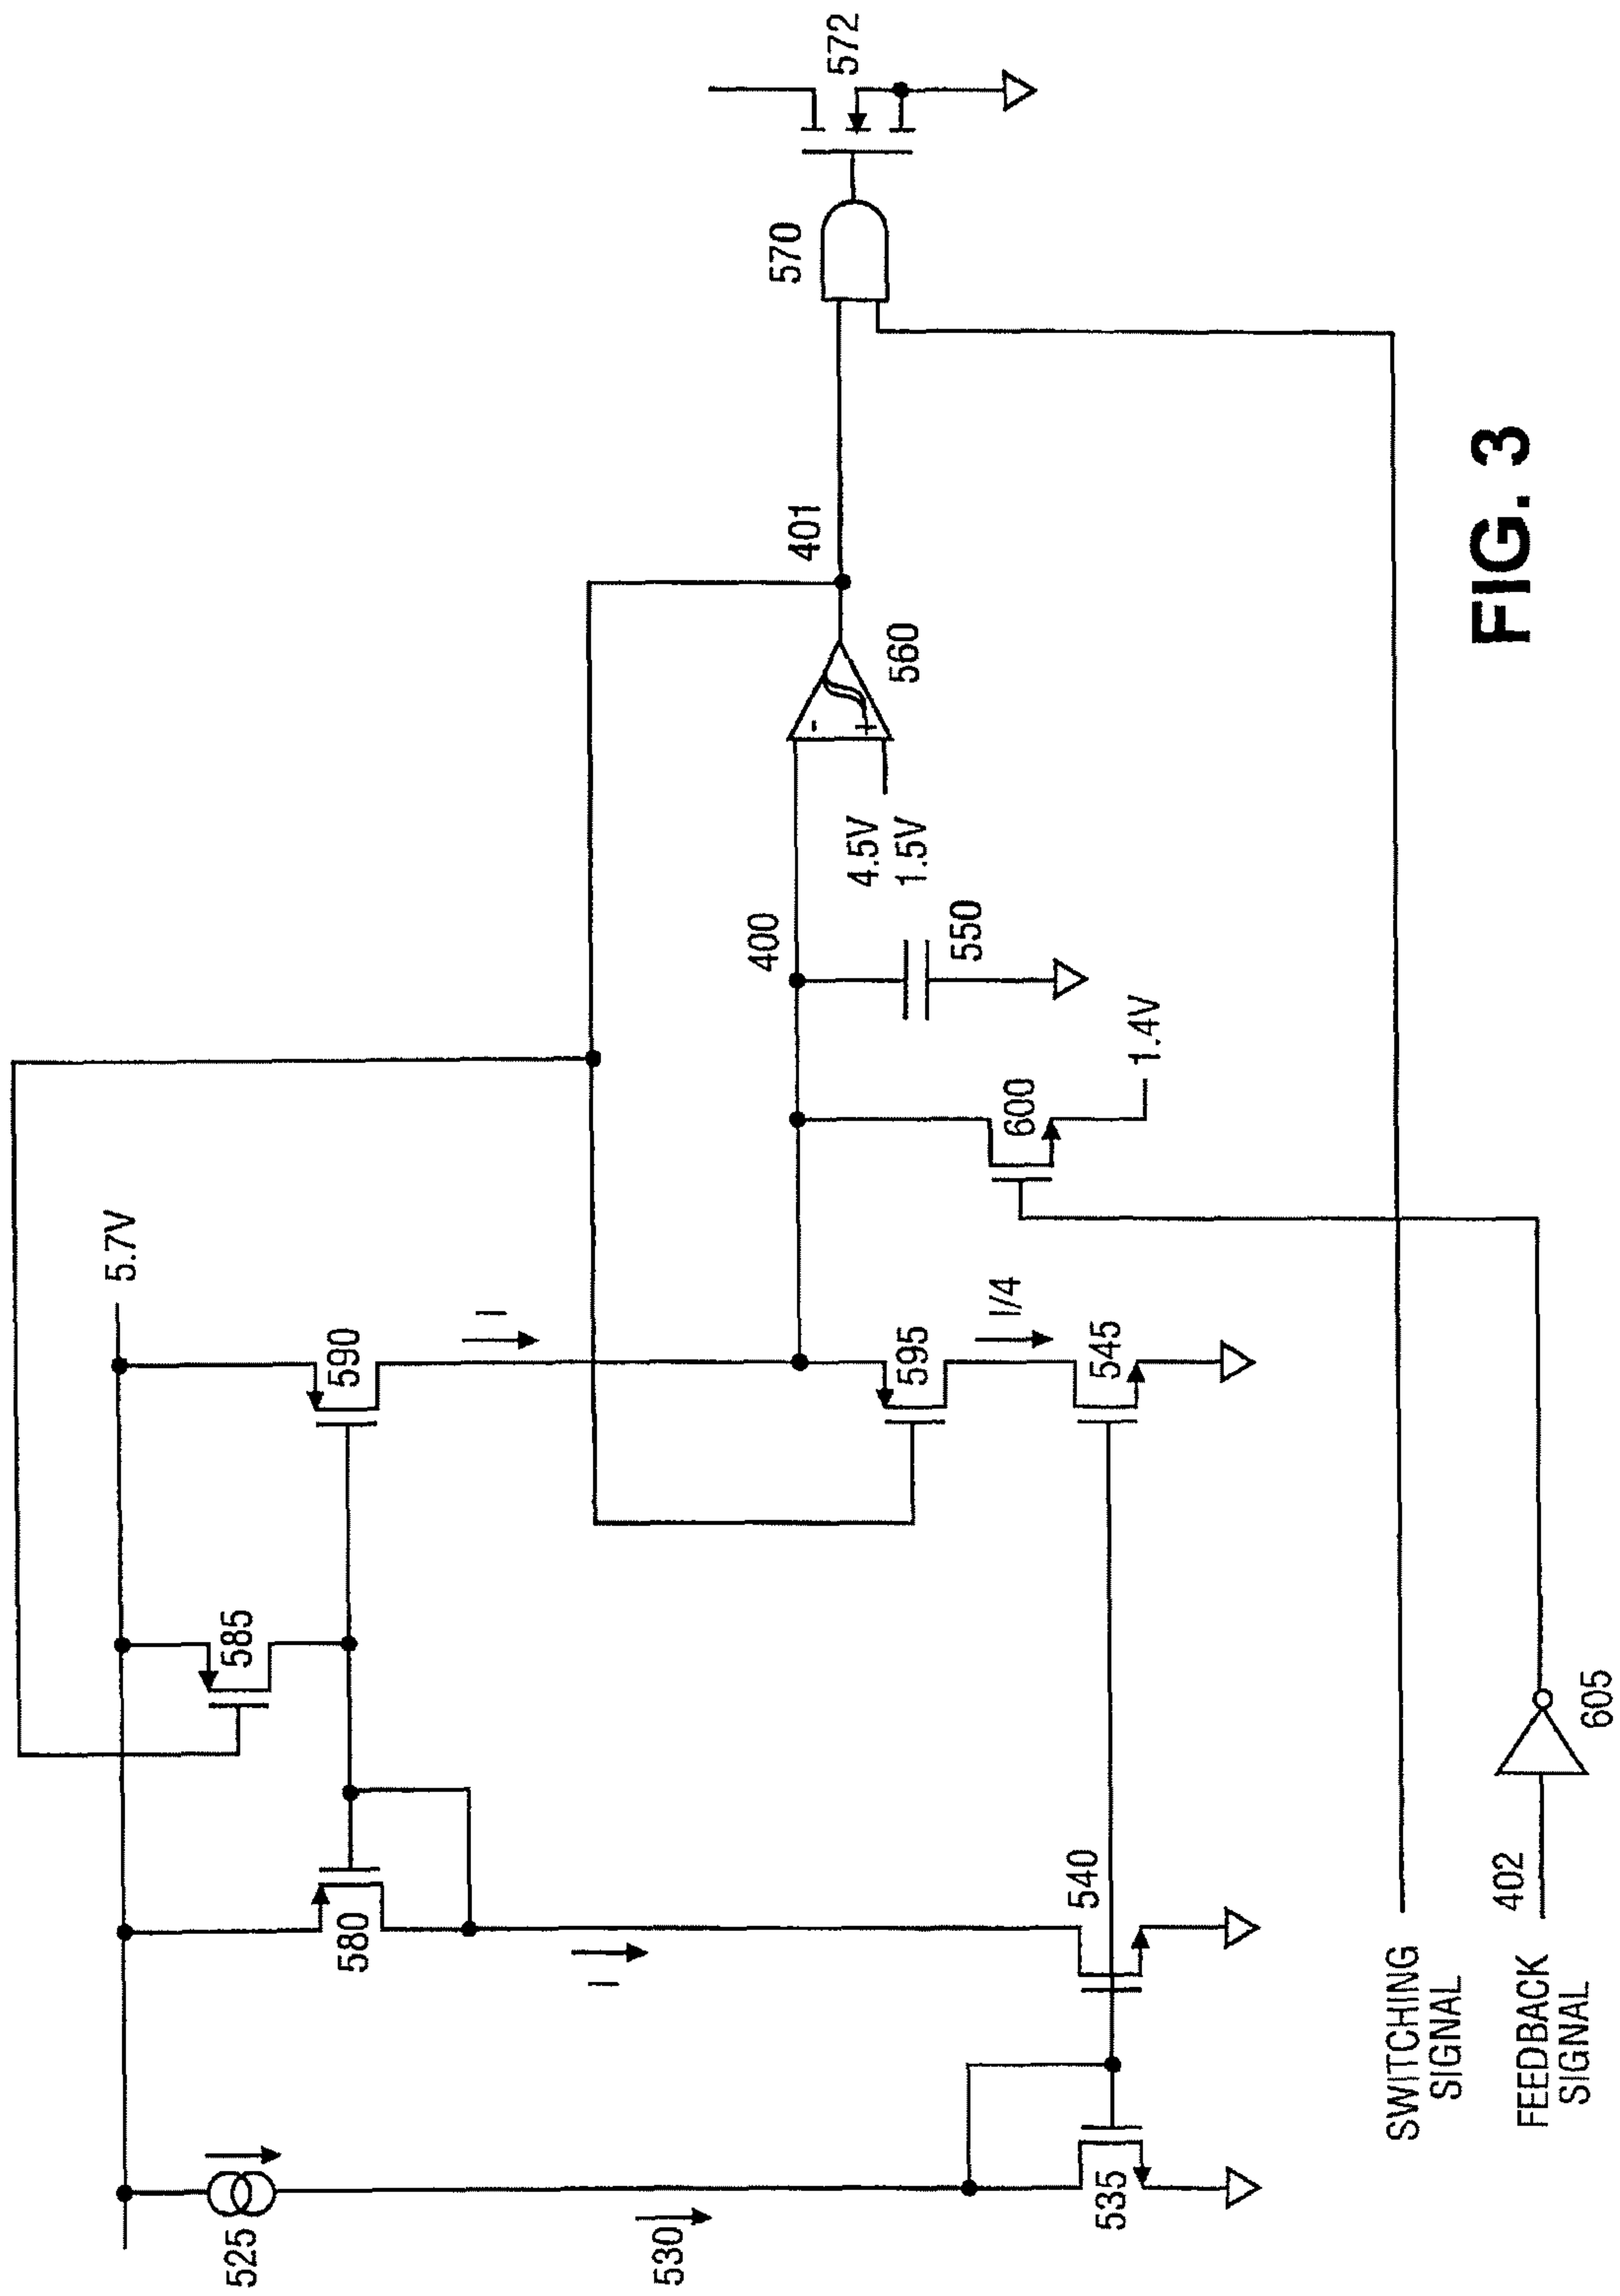 5.7V
525
530
535
580
I
540
585
590
I
595
I/4
545
600
1.4V
400
550
4.5V
1.5V
-
+
560
401
570
572
SWITCHING
SIGNAL
FEEDBACK
SIGNAL
402
605
FIG. 3